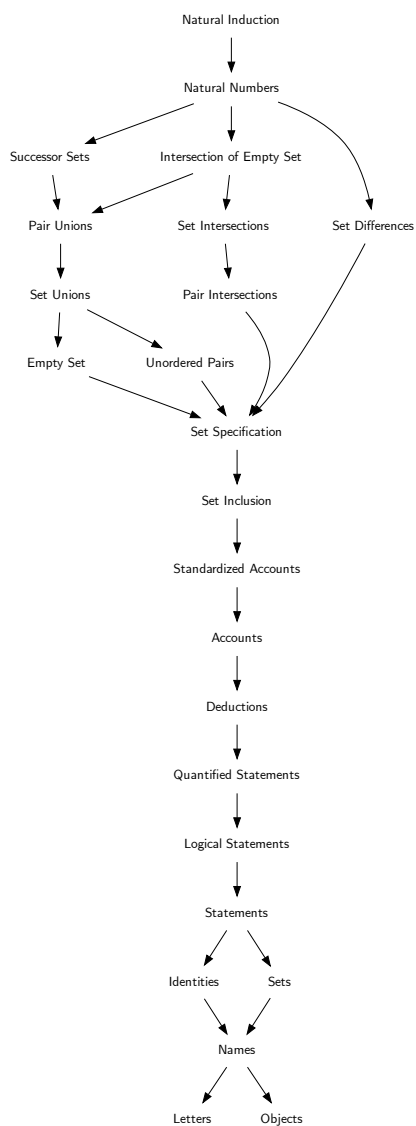 Natural Induction
Natural Numbers
Successor Sets
Intersection of Empty Set
Pair Unions
Set Intersections
Set Differences
Set Unions
Pair Intersections
Empty Set
Unordered Pairs
Set Specification
Set Inclusion
Standardized Accounts
Accounts
Deductions
Quantified Statements
Logical Statements
Statements
Identities
Sets
Names
Letters
Objects